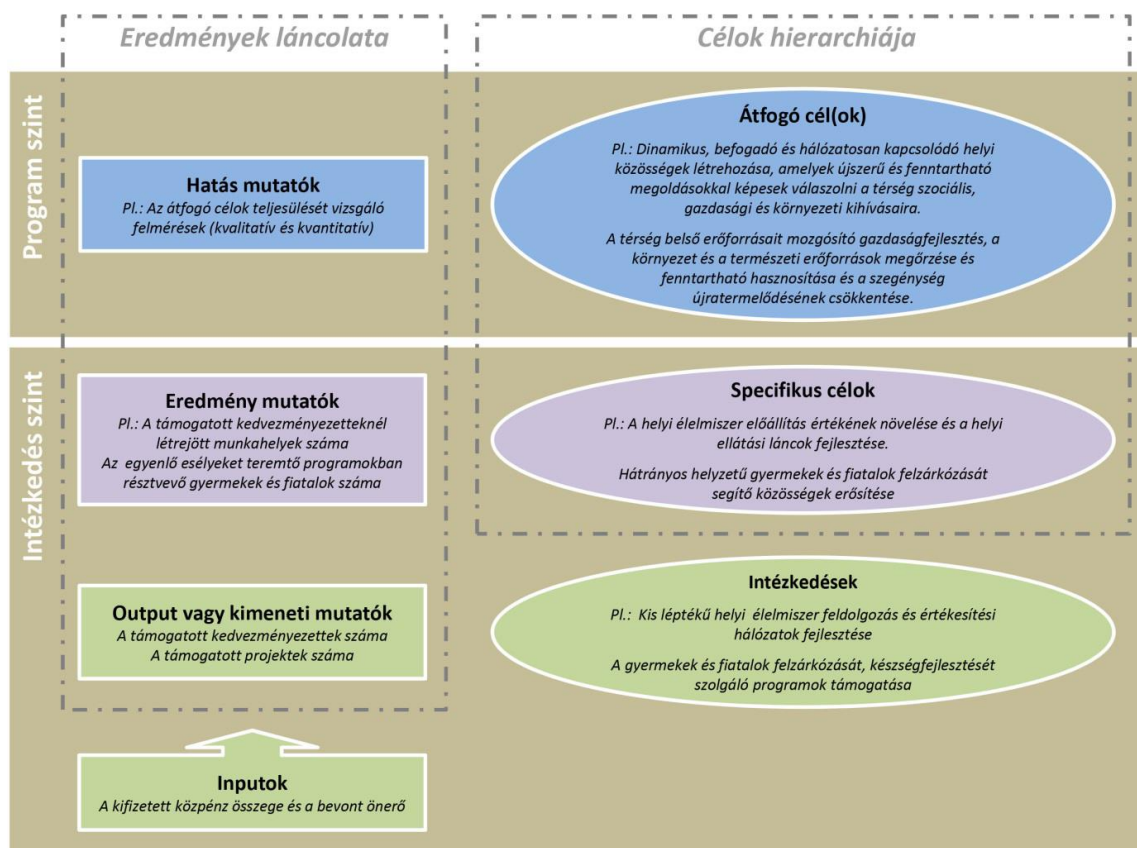 Eredmények láncolata
Célok hierarchiája
Program szint
Hatás mutatók
Pl.: Az átfogó célok teljesülését vizsgáló
felmérések (kvalitatív és kvantitatív)
Átfogó cél(ok)
Pl.: Dinamikus, befogadó és hálózatosan kapcsolódó helyi
közösségek létrehozása, amelyek újszerű és fenntartható
megoldásokkal képesek válaszolni a térség szociális,
gazdasági és környezeti kihívásaira.
A térség belső erőforrásait mozgósító gazdaságfejlesztés, a
környezet és a természeti erőforrások megőrzése és
fenntartható hasznosítása és a szegénység
újratermelődésének csökkentése.
Intézkedés szint
Eredmény mutatók
Pl.: A támogatott kedvezményezetteknél
létrejött munkahelyek száma
Az egyenlő esélyeket teremtő programokban
résztvevő gyermekek és fiatalok száma
Specifikus célok
Pl.: A helyi élelmiszer előállítás értékének növelése és a helyi
ellátási láncok fejlesztése.
Hátrányos helyzetű gyermekek és fiatalok felzárkózását
segítő közösségek erősítése
Output vagy kimeneti mutatók
A támogatott kedvezményezettek száma
A támogatott projektek száma
Intézkedések
Pl.: Kis léptékű helyi élelmiszer feldolgozás és értékesítési
hálózatok fejlesztése
A gyermekek és fiatalok felzárkózását, készségfejlesztését
szolgáló programok támogatása
Inputok
A kifizetett közpénz összege és a bevont önerő